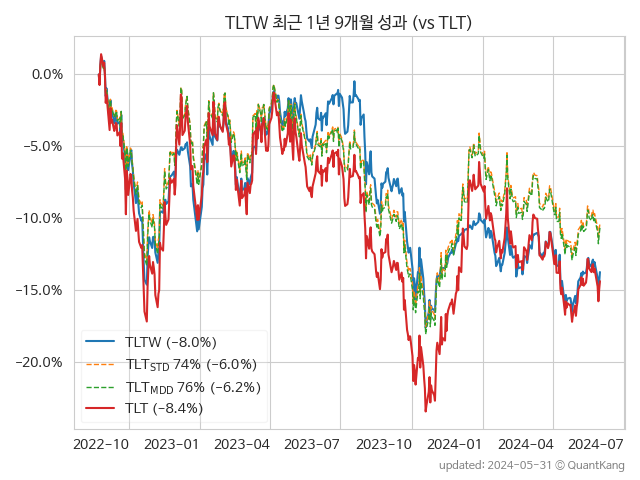 TLTW 최근 1년 9개월 성과 (vs TLT)
0.0%
−5.0%
−10.0%
−15.0%
−20.0%
TLTW (−8.0%)
TLT_STD 74% (−6.0%)
TLT_MDD 76% (−6.2%)
TLT (−8.4%)
2022−10 2023−01 2023−04 2023−07 2023−10 2024−01 2024−04 2024−07
updated: 2024−05−31 © QuantKang